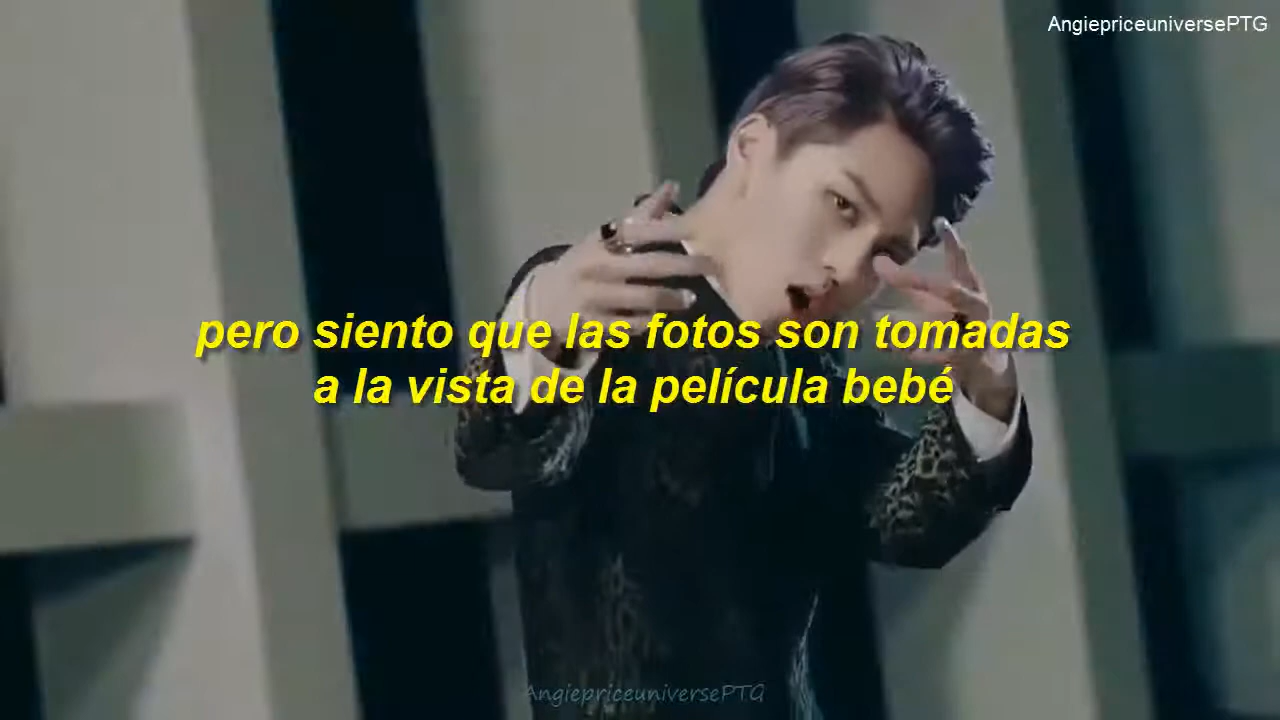 AngiepriceuniversePTG
pero siento que las fotos son tomadas
a la vista de la película bebé
AngiepriceuniversePTG